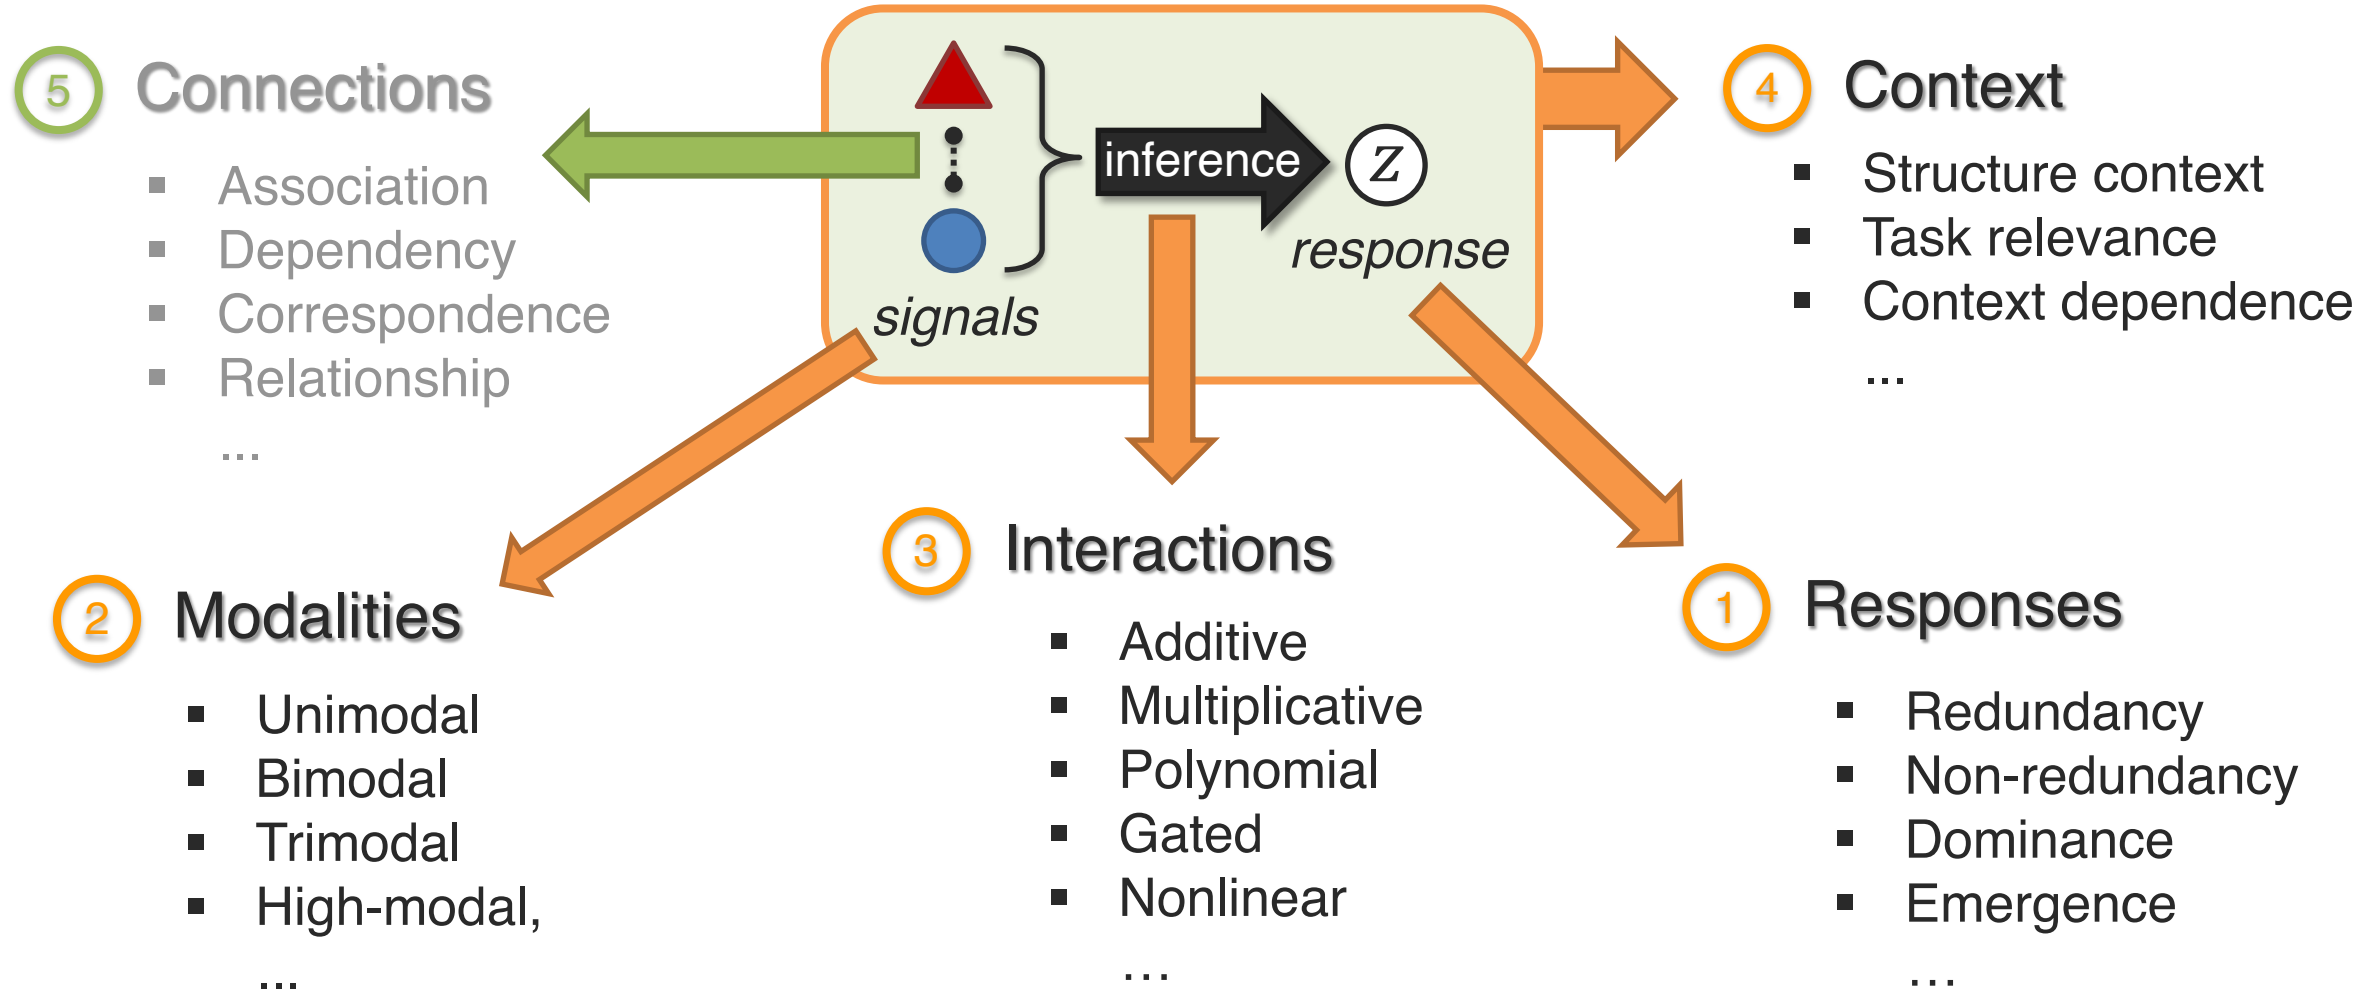 5 Connections
▪ Association
▪ Dependency
▪ Correspondence
▪ Relationship
...
signals
inference
z
response
4 Context
▪ Structure context
▪ Task relevance
▪ Context dependence
...
2 Modalities
▪ Unimodal
▪ Bimodal
▪ Trimodal
▪ High-modal,
...
3 Interactions
▪ Additive
▪ Multiplicative
▪ Polynomial
▪ Gated
▪ Nonlinear
...
1 Responses
▪ Redundancy
▪ Non-redundancy
▪ Dominance
▪ Emergence
...